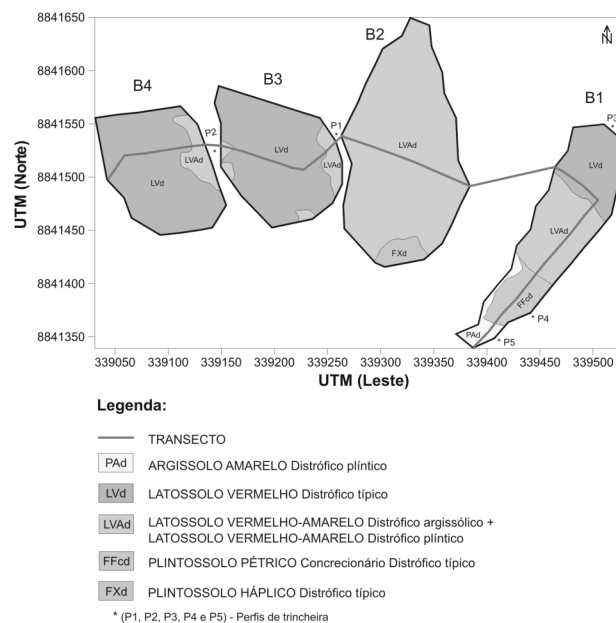 8841650
8841600
8841550
8841500
8841450
8841400
8841350
UTM (Norte)
339050 339100 339150 339200 339250 339300 339350 339400 339450 339500
UTM (Leste)
N
B4
B3
B2
B1
P2
P1
P3
* P4
* P5
LVd
LVAd
LVd
LVAd
LVAd
FXd
LVd
LVAd
FFcd
PAd
Legenda:
TRANSECTO
PAd ARGISSOLO AMARELO Distrófico plíntico
LVd LATOSSOLO VERMELHO Distrófico típico
LVAd LATOSSOLO VERMELHO-AMARELO Distrófico argissólico +
LATOSSOLO VERMELHO-AMARELO Distrófico plíntico
FFcd PLINTOSSOLO PÉTRICO Concrecionário Distrófico típico
FXd PLINTOSSOLO HÁPLICO Distrófico típico
* (P1, P2, P3, P4 e P5) - Perfis de trincheira